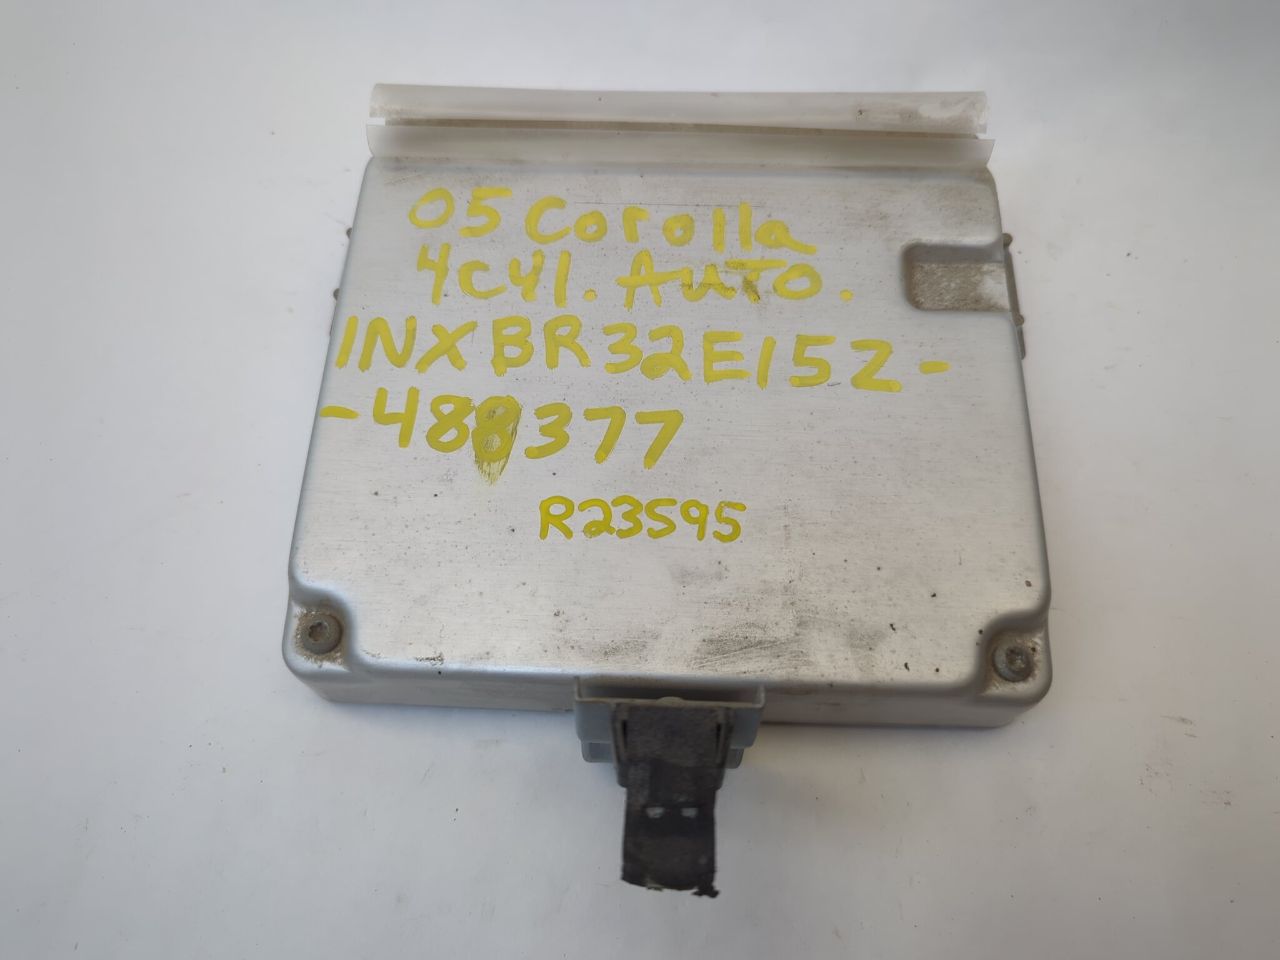 05 Corolla
4cyl. AUTO.
1NXBR32E15Z-
-488377
R23595